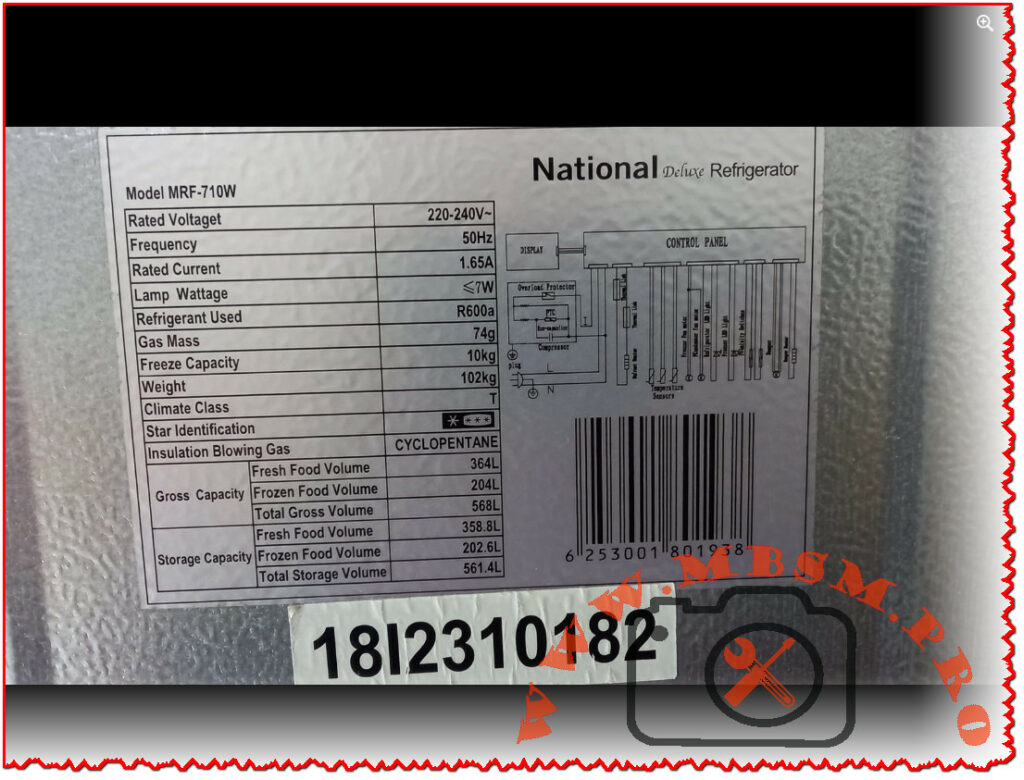 National Deluxe Refrigerator
Model MRF-710W
Rated Voltaget 220-240V~
Frequency 50Hz
Rated Current 1.65A
Lamp Wattage ≤7W
Refrigerant Used R600a
Gas Mass 74g
Freeze Capacity 10kg
Weight 102kg
Climate Class T
Star Identification
Insulation Blowing Gas CYCLOPENTANE
Gross Capacity
Fresh Food Volume 364L
Frozen Food Volume 204L
Total Gross Volume 568L
Storage Capacity
Fresh Food Volume 358.8L
Frozen Food Volume 202.6L
Total Storage Volume 561.4L
DISPLAY
CONTROL PANEL
Overload Protector
PTC
Compressor
plug
L
N
Temperature
Sensors
6 253001 801938
18I2310182
WWW.MBSM.PRO